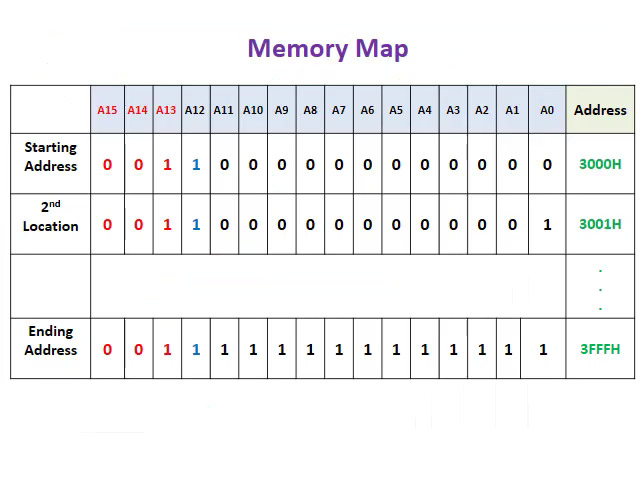 Memory Map
A15 A14 A13 A12 A11 A10 A9 A8 A7 A6 A5 A4 A3 A2 A1 A0 Address
Starting
Address
0 0 1 1 0 0 0 0 0 0 0 0 0 0 0 0 3000H
2nd
Location
0 0 1 1 0 0 0 0 0 0 0 0 0 0 0 1 3001H
.
.
.
Ending
Address
0 0 1 1 1 1 1 1 1 1 1 1 1 1 1 1 3FFFH